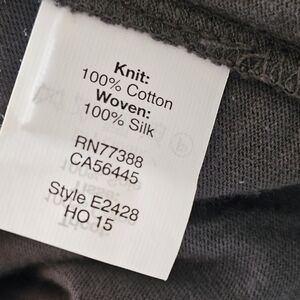 Knit:
100% Cotton
Woven:
100% Silk
RN77388
CA56445
Style E2428
HO 15